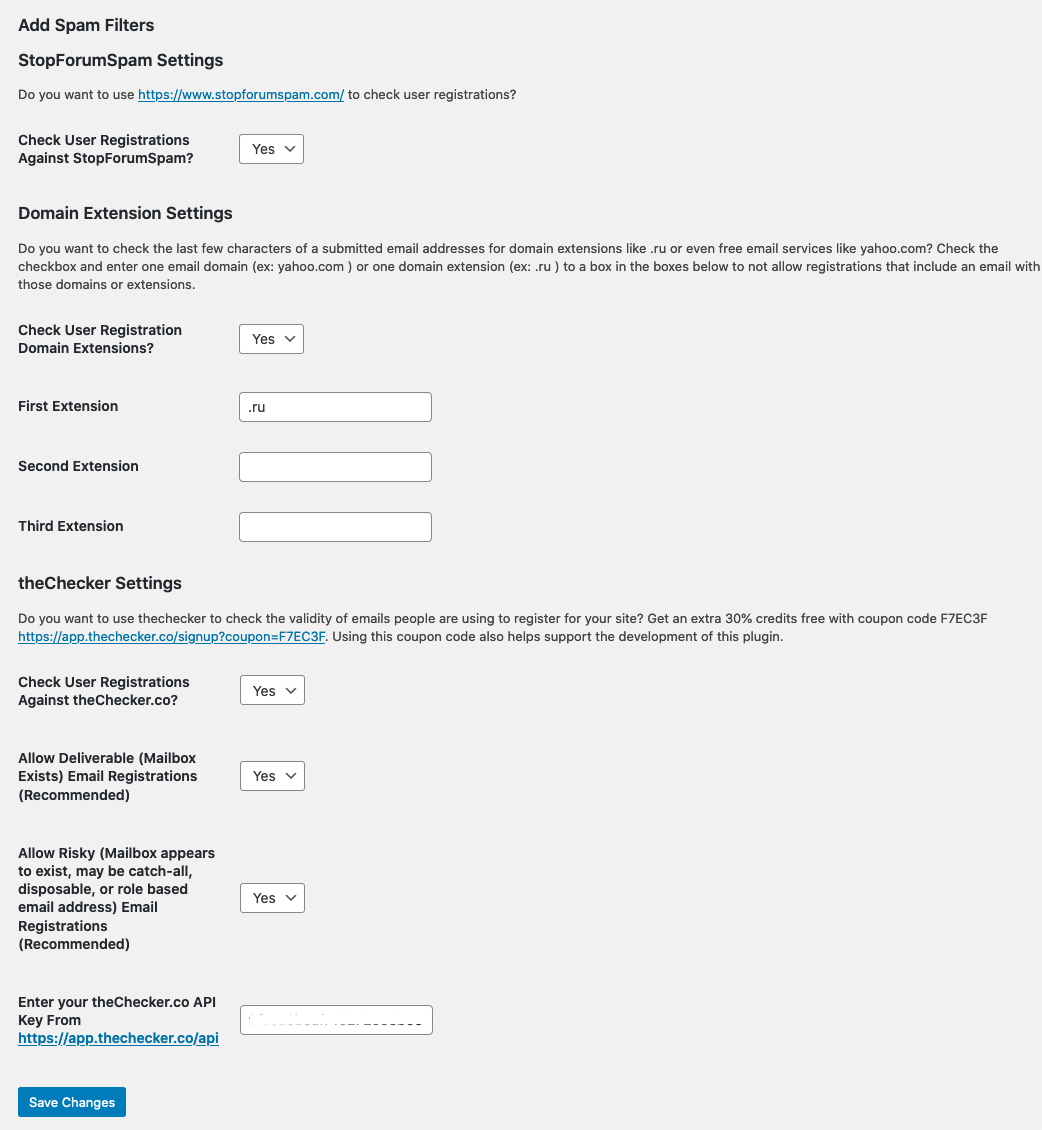 Add Spam Filters
StopForumSpam Settings
Do you want to use https://www.stopforumspam.com/ to check user registrations?
Check User Registrations
Against StopForumSpam?
Yes
Domain Extension Settings
Do you want to check the last few characters of a submitted email addresses for domain extensions like .ru or even free email services like yahoo.com? Check the
checkbox and enter one email domain (ex: yahoo.com ) or one domain extension (ex: .ru ) to a box in the boxes below to not allow registrations that include an email with
those domains or extensions.
Check User Registration
Domain Extensions?
Yes
First Extension
.ru
Second Extension
Third Extension
theChecker Settings
Do you want to use thechecker to check the validity of emails people are using to register for your site? Get an extra 30% credits free with coupon code F7EC3F
https://app.thechecker.co/signup?coupon=F7EC3F. Using this coupon code also helps support the development of this plugin.
Check User Registrations
Against theChecker.co?
Yes
Allow Deliverable (Mailbox
Exists) Email Registrations
(Recommended)
Yes
Allow Risky (Mailbox appears
to exist, may be catch-all,
disposable, or role based
email address) Email
Registrations
(Recommended)
Yes
Enter your theChecker.co API
Key From
https://app.thechecker.co/api
Save Changes